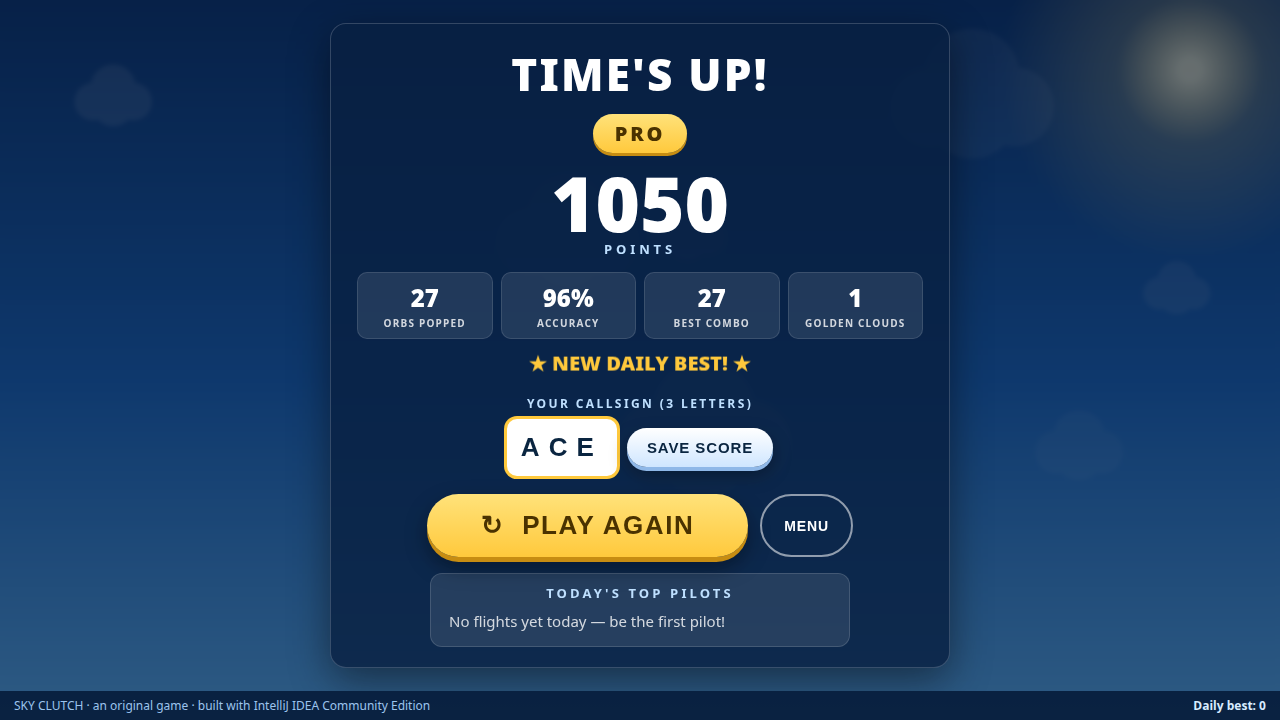 TIME'S UP!
PRO
1050
POINTS
27 96% 27 1
ORBS POPPED ACCURACY BEST COMBO GOLDEN CLOUDS
★ NEW DAILY BEST! ★
YOUR CALLSIGN (3 LETTERS)
ACE SAVE SCORE
↻ PLAY AGAIN MENU
TODAY'S TOP PILOTS
No flights yet today — be the first pilot!
SKY CLUTCH · an original game · built with IntelliJ IDEA Community Edition Daily best: 0